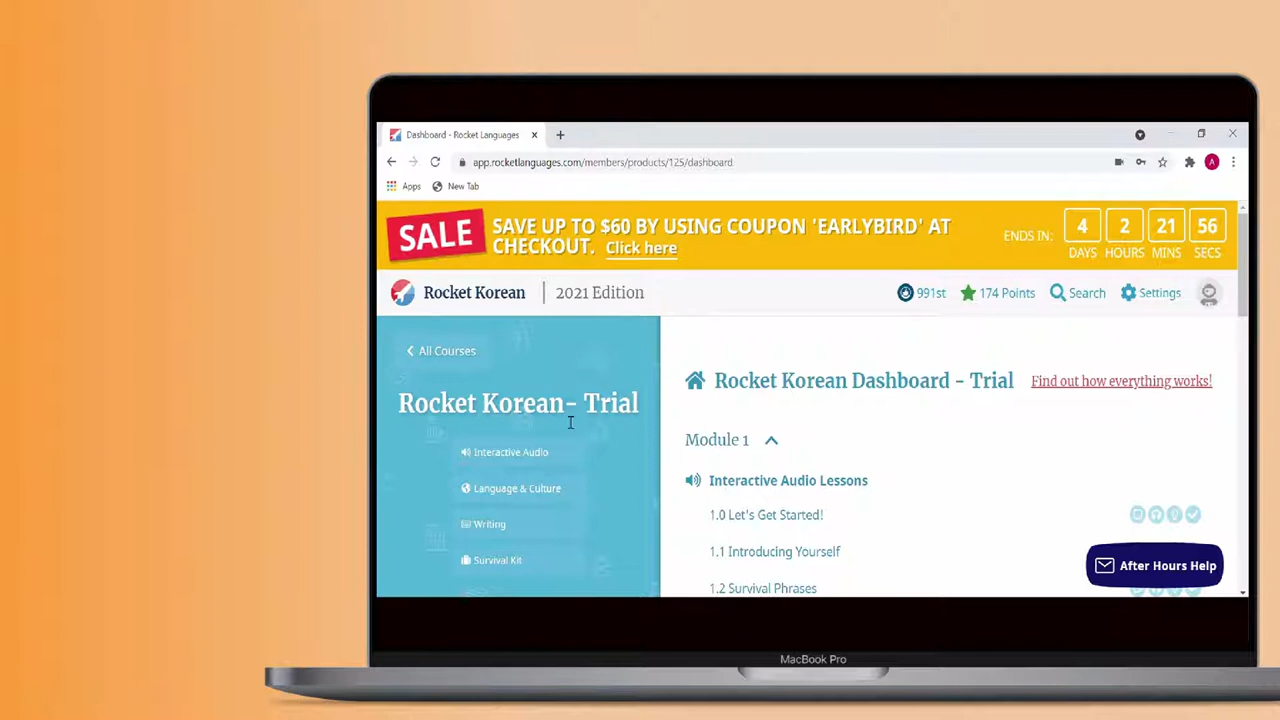 Dashboard - Rocket Languages
app.rocketlanguages.com/members/products/125/dashboard
A
Apps New Tab
SALE
SAVE UP TO $60 BY USING COUPON 'EARLYBIRD' AT
CHECKOUT. Click here
ENDS IN:
4 2 21 56
DAYS HOURS MINS SECS
Rocket Korean 2021 Edition
991st 174 Points Search Settings
All Courses
Rocket Korean- Trial
Interactive Audio
Language & Culture
Writing
Survival Kit
Rocket Korean Dashboard - Trial Find out how everything works!
Module 1
Interactive Audio Lessons
1.0 Let's Get Started!
1.1 Introducing Yourself
1.2 Survival Phrases
After Hours Help
MacBook Pro